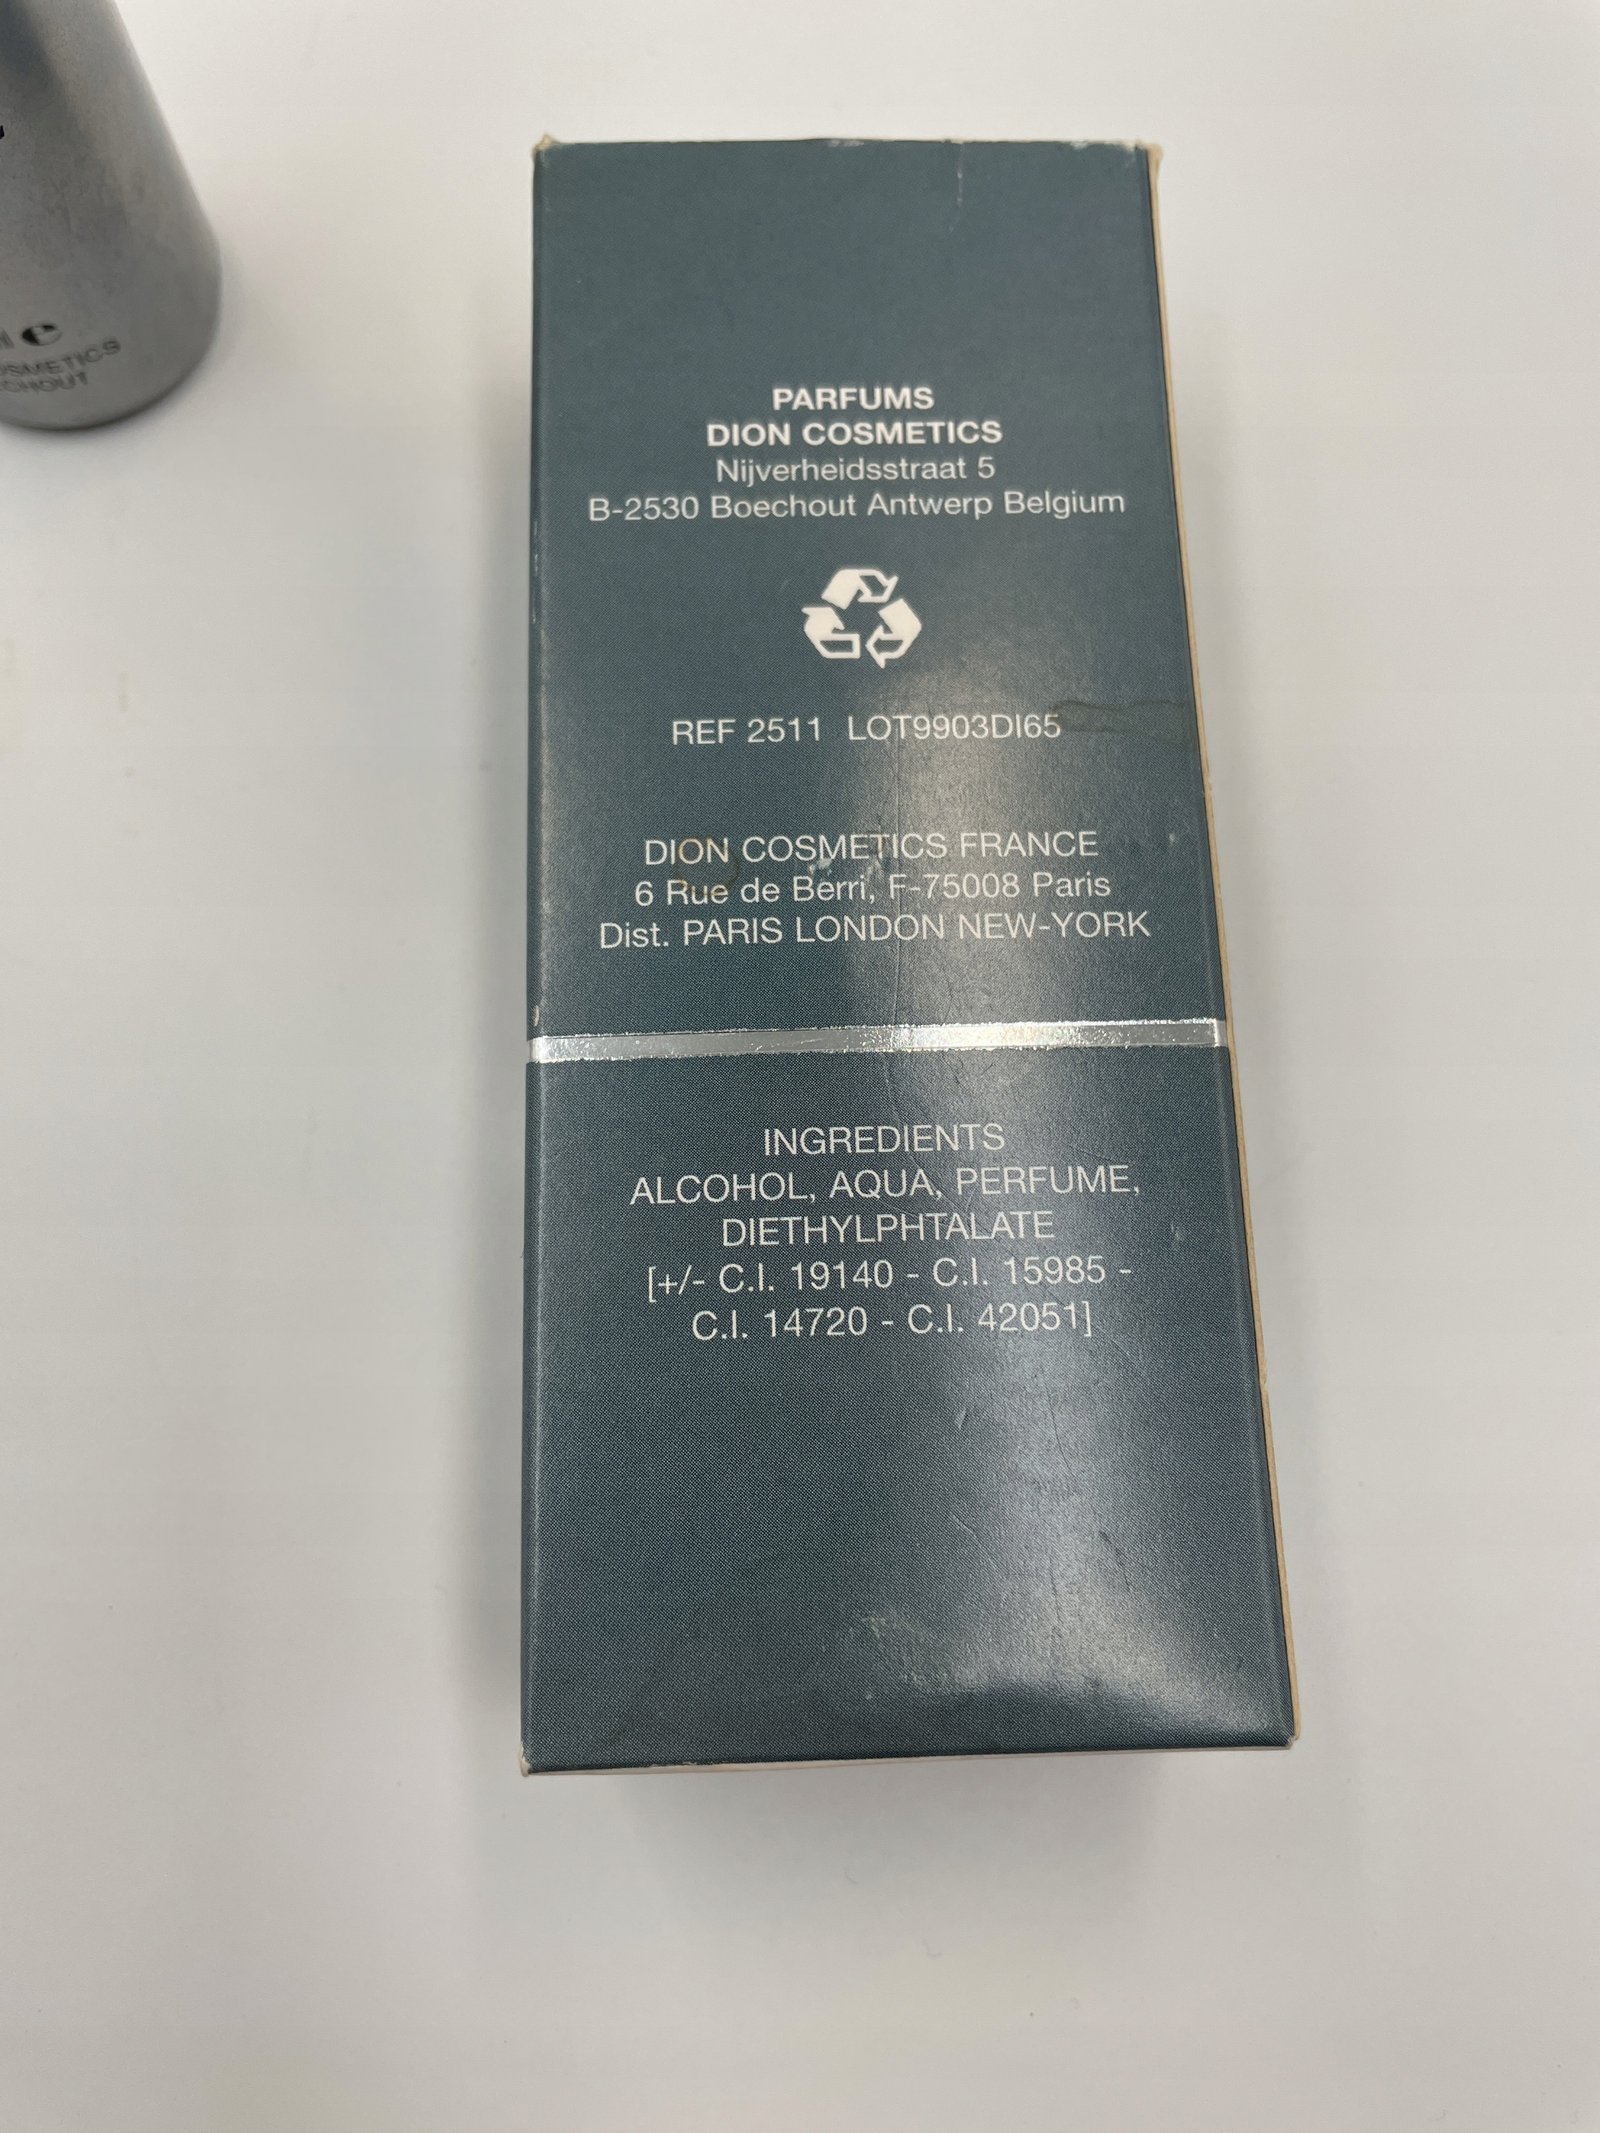 PARFUMS
DION COSMETICS
Nijverheidsstraat 5
B-2530 Boechout Antwerp Belgium
REF 2511 LOT9903DI65
DION COSMETICS FRANCE
6 Rue de Berri, F-75008 Paris
Dist. PARIS LONDON NEW-YORK
INGREDIENTS
ALCOHOL, AQUA, PERFUME,
DIETHYLPHTALATE
[+/- C.I. 19140 - C.I. 15985 -
C.I. 14720 - C.I. 42051]